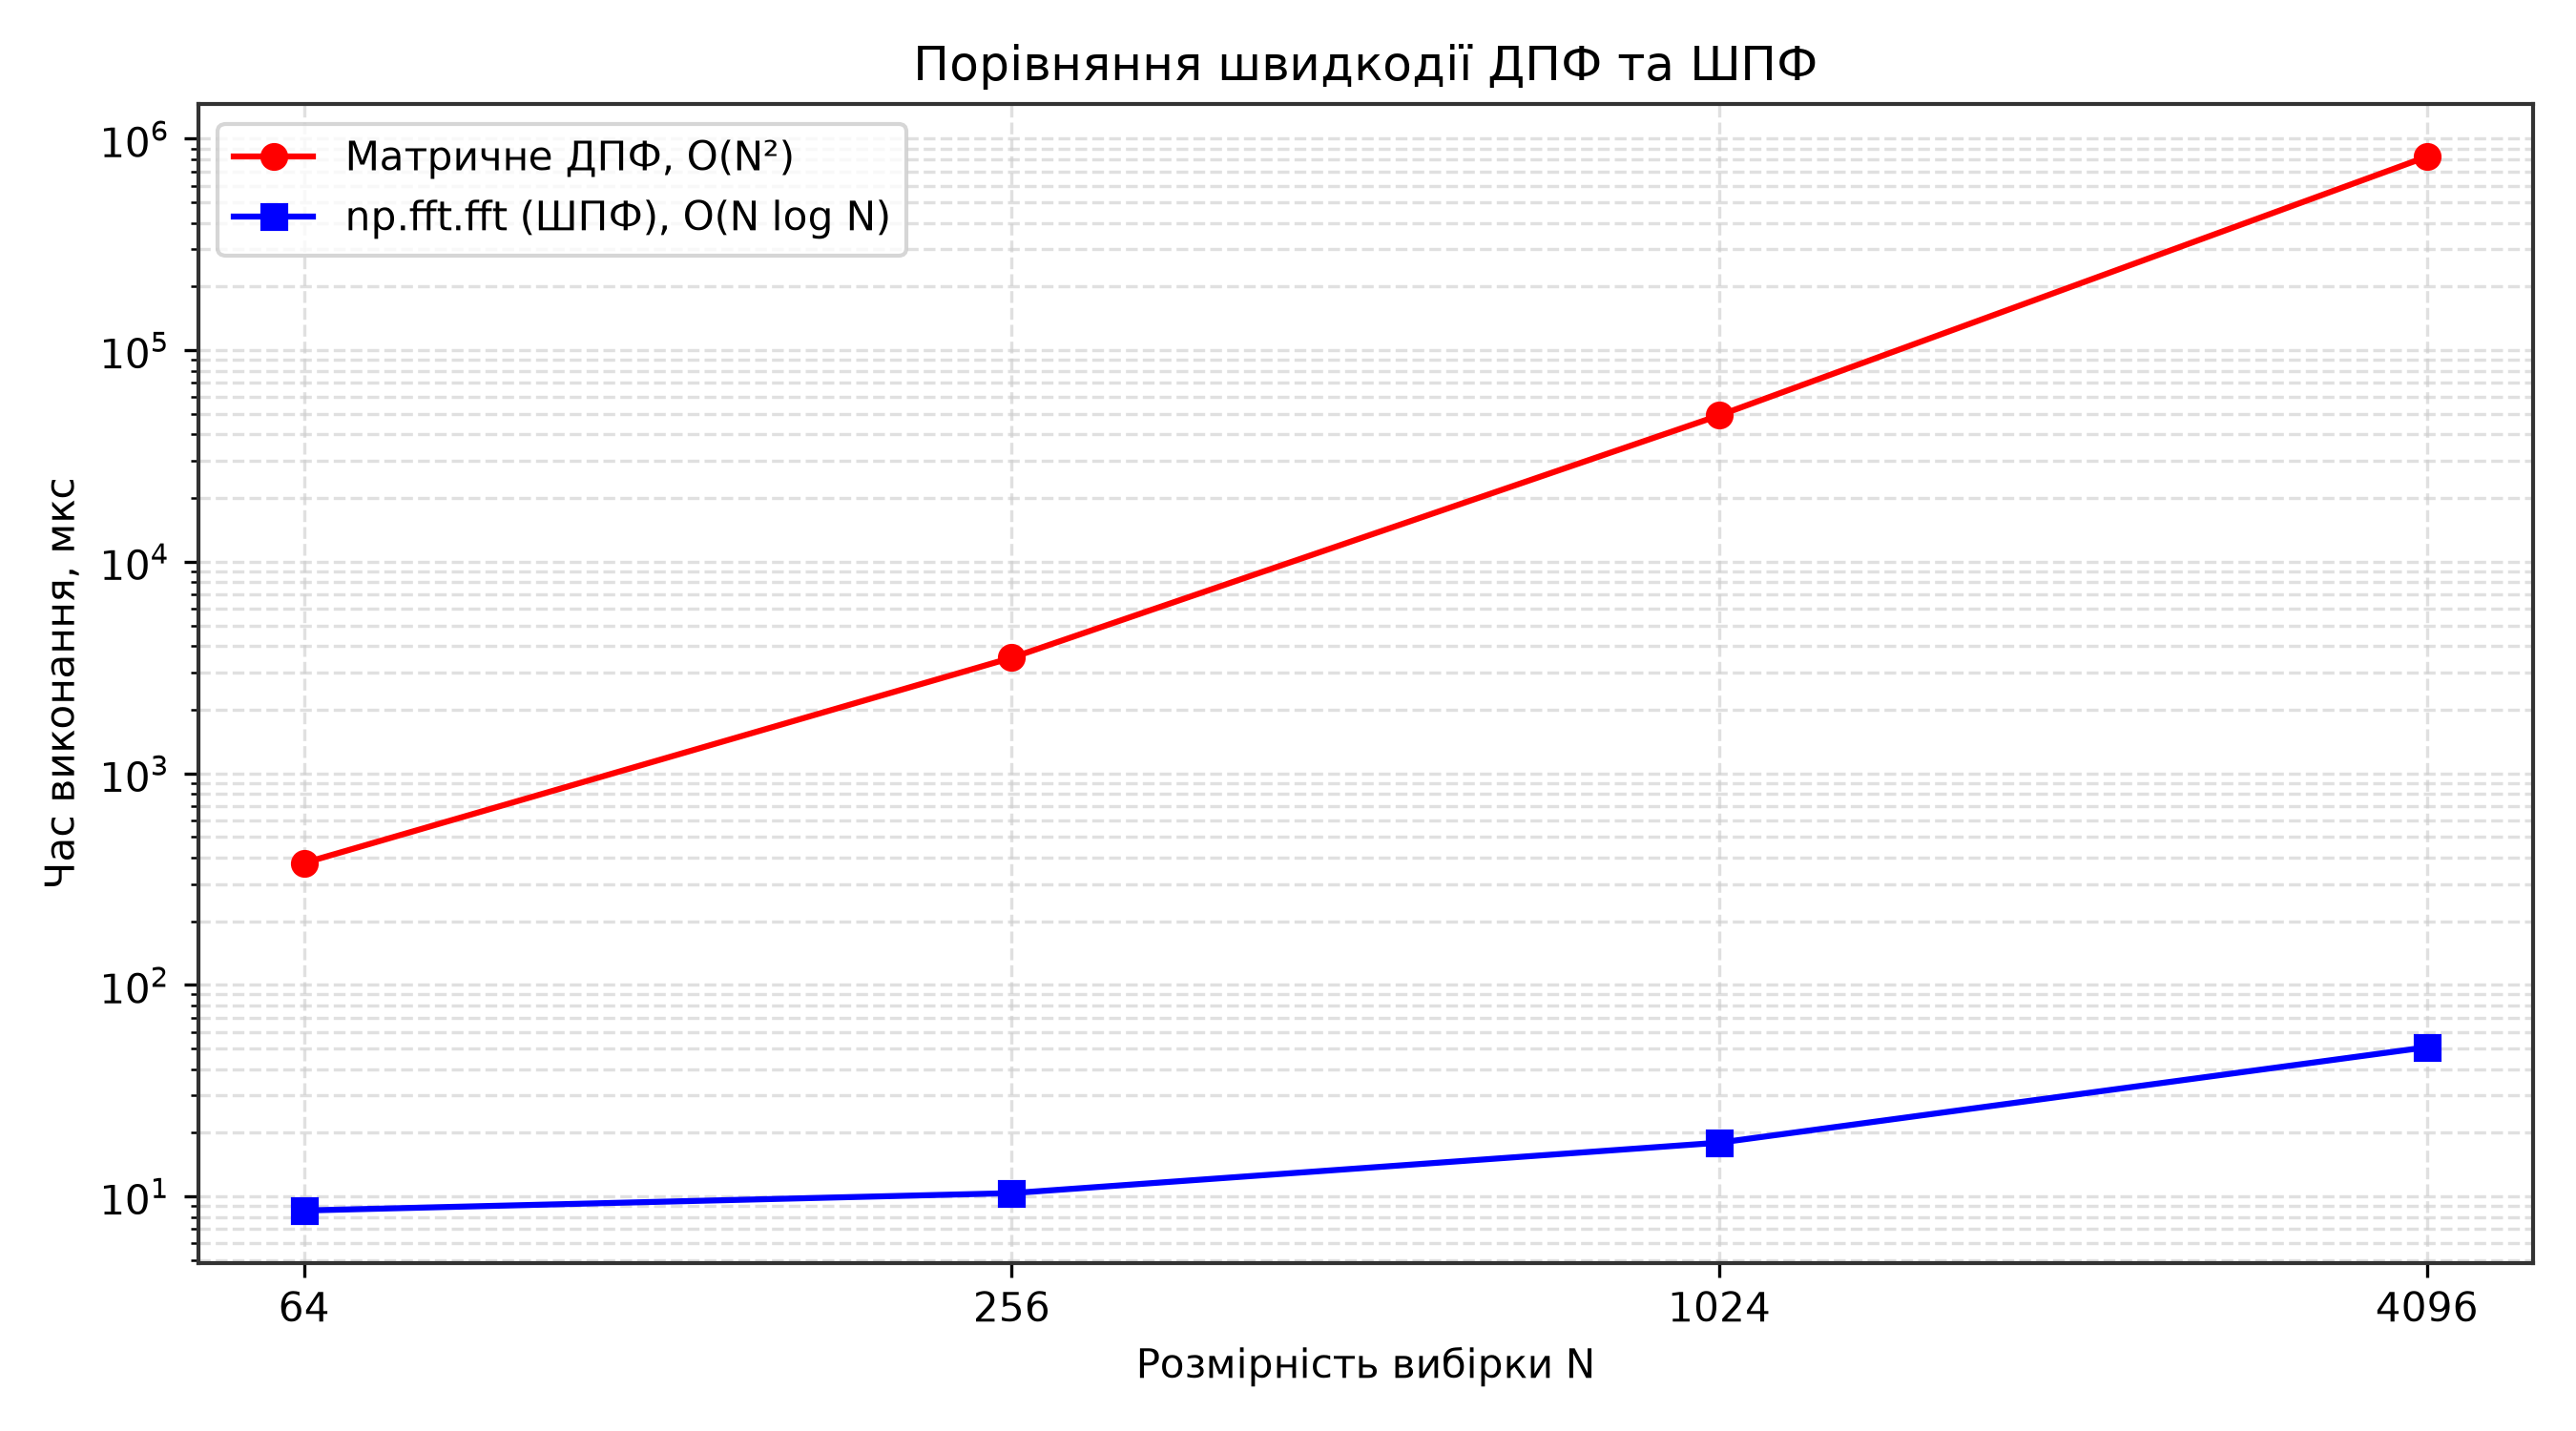 Порівняння швидкодії ДПФ та ШПФ
Матричне ДПФ, O(N²)
np.fft.fft (ШПФ), O(N log N)
Час виконання, мкс
10⁶
10⁵
10⁴
10³
10²
10¹
64 256 1024 4096
Розмірність вибірки N